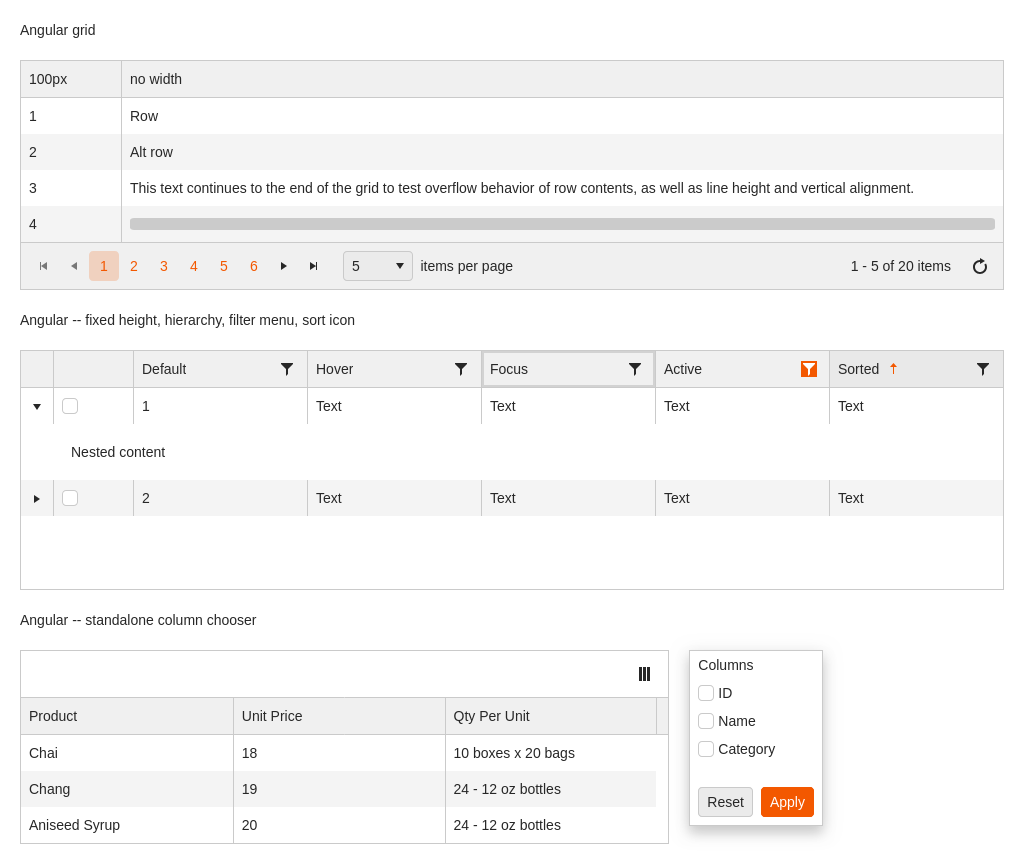 Angular grid
100px no width
1 Row
2 Alt row
3 This text continues to the end of the grid to test overflow behavior of row contents, as well as line height and vertical alignment.
4
1 2 3 4 5 6 5 items per page 1 - 5 of 20 items
Angular -- fixed height, hierarchy, filter menu, sort icon
Default Hover Focus Active Sorted
1 Text Text Text Text
Nested content
2 Text Text Text Text
Angular -- standalone column chooser
Product Unit Price Qty Per Unit
Chai 18 10 boxes x 20 bags
Chang 19 24 - 12 oz bottles
Aniseed Syrup 20 24 - 12 oz bottles
Columns
ID
Name
Category
Reset Apply